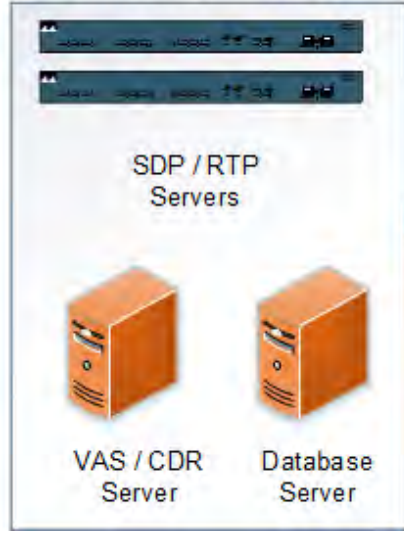 SDP / RTP
Servers
VAS / CDR
Server
Database
Server